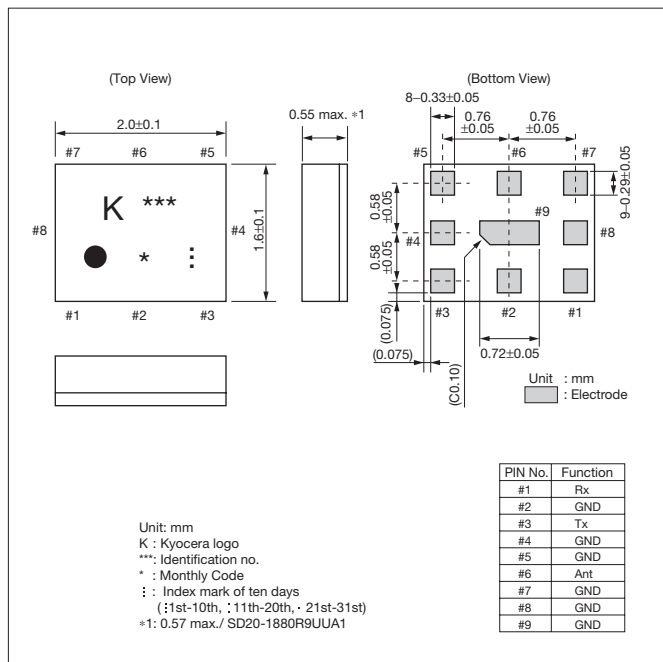 (Top View)
2.0±0.1
#7 #6 #5
K ***
#8
#4
*
#1 #2 #3
1.6±0.1
0.55 max. *1
(Bottom View)
8–0.33±0.05
0.76
±0.05
0.76
±0.05
#5 #6 #7
9–0.29±0.05
0.58
±0.05
#9
#4
#8
0.58
±0.05
#3 #2 #1
(0.075)
(0.075)
0.72±0.05
(C0.10)
Unit : mm
: Electrode
PIN No. Function
#1 Rx
#2 GND
#3 Tx
#4 GND
#5 GND
#6 Ant
#7 GND
#8 GND
#9 GND
Unit: mm
K : Kyocera logo
***: Identification no.
* : Monthly Code
⋮ : Index mark of ten days
(⋮1st-10th, :11th-20th, · 21st-31st)
*1: 0.57 max./ SD20-1880R9UUA1